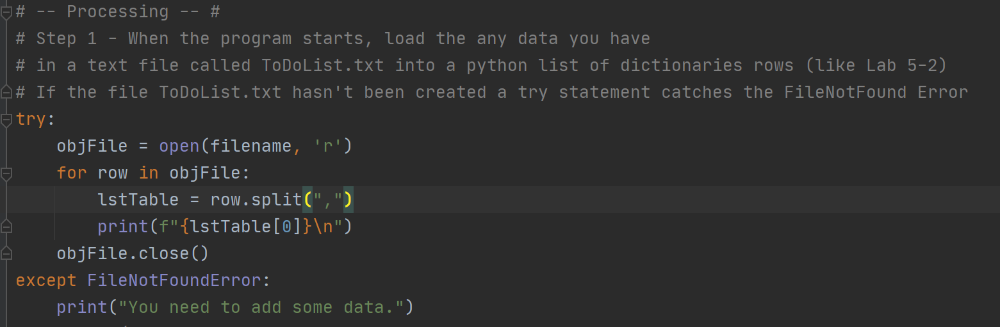 # -- Processing -- #
# Step 1 - When the program starts, load the any data you have
# in a text file called ToDoList.txt into a python list of dictionaries rows (like Lab 5-2)
# If the file ToDoList.txt hasn't been created a try statement catches the FileNotFound Error
try:
    objFile = open(filename, 'r')
    for row in objFile:
        lstTable = row.split(",")
        print(f"{lstTable[0]}\n")
    objFile.close()
except FileNotFoundError:
    print("You need to add some data.")